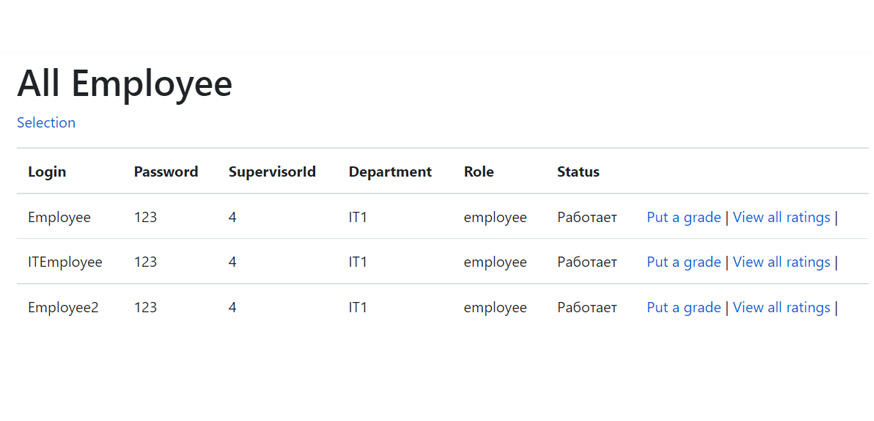 All Employee
Selection
Login Password SupervisorId Department Role Status
Employee 123 4 IT1 employee Работает Put a grade | View all ratings |
ITEmployee 123 4 IT1 employee Работает Put a grade | View all ratings |
Employee2 123 4 IT1 employee Работает Put a grade | View all ratings |